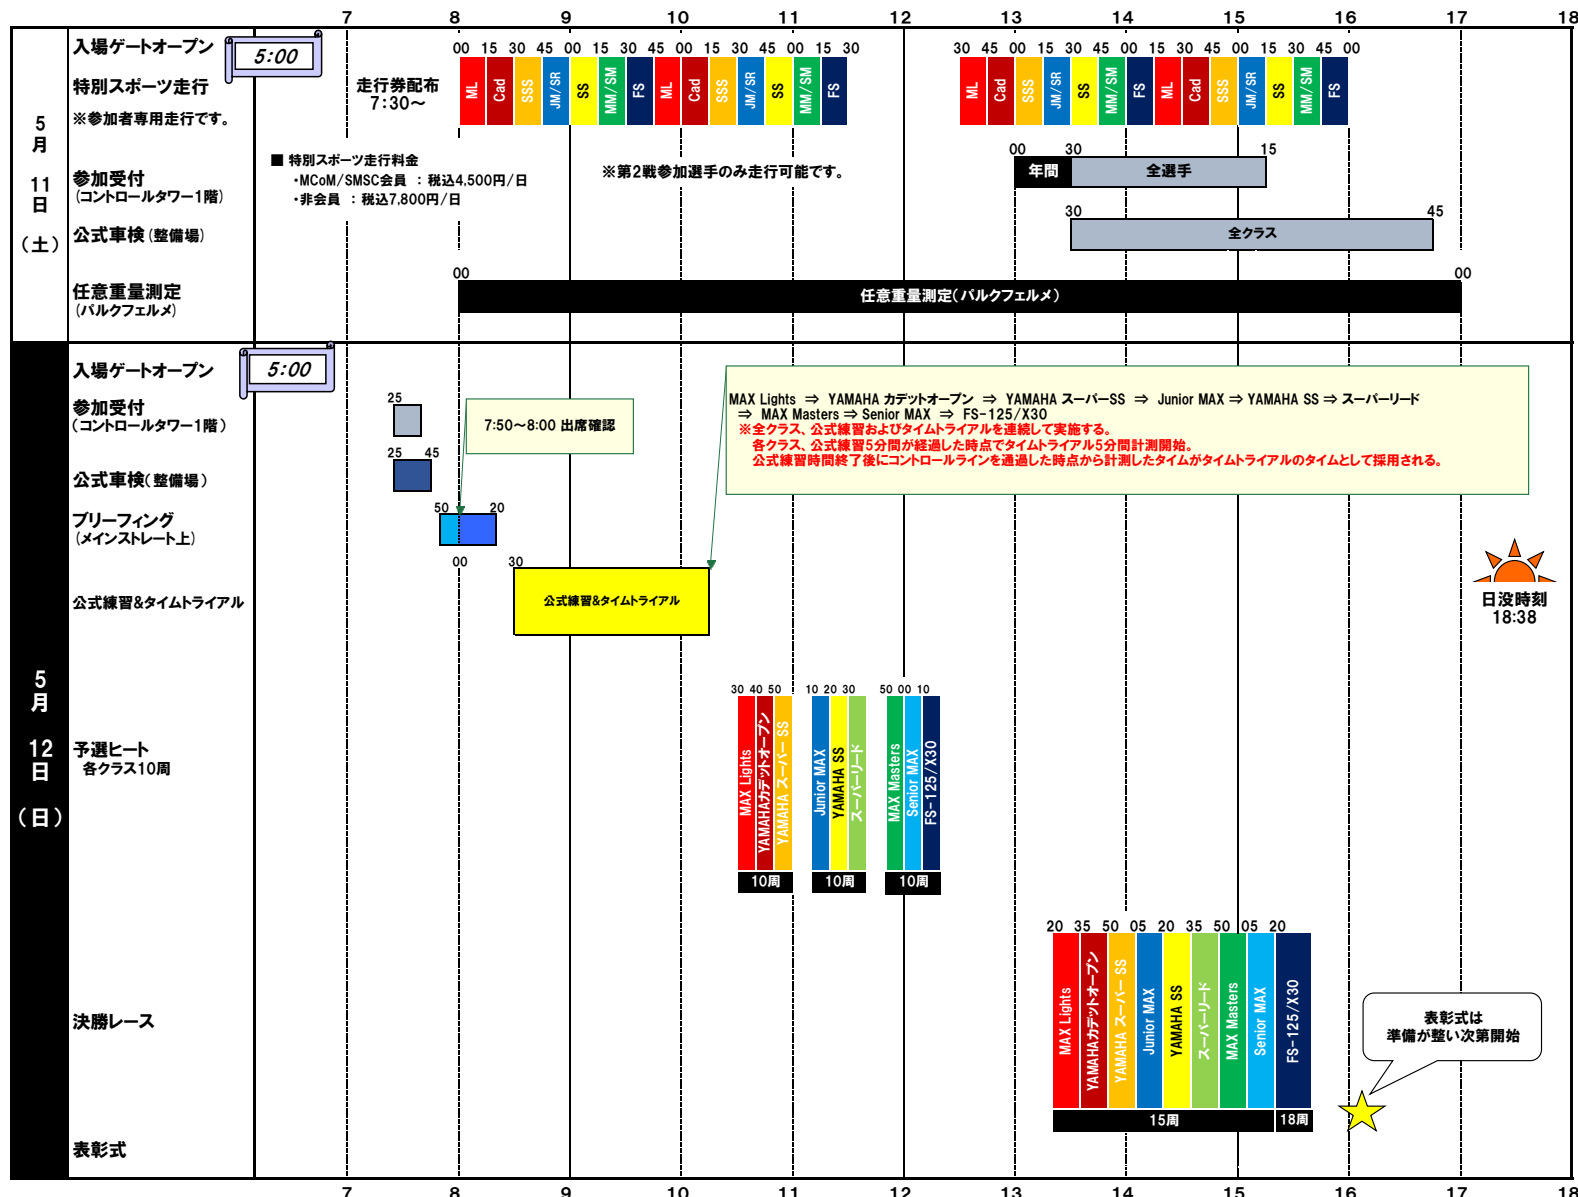 7 8 9 10 11 12 13 14 15 16 17 18
5月11日（土）
入場ゲートオープン
5:00
00 15 30 45 00 15 30 45 00 15 30 45 00 15 30
30 45 00 15 30 45 00 15 30 45 00 15 30 45 00
特別スポーツ走行
※参加者専用走行です。
走行券配布
7:30～
ML Cad SSS JM/SR SS MM/SM FS ML Cad SSS JM/SR SS MM/SM FS
ML Cad SSS JM/SR SS MM/SM FS ML Cad SSS JM/SR SS MM/SM FS
■ 特別スポーツ走行料金
・MCoM/SMSC会員 ： 税込4,500円/日
・非会員 ： 税込7,800円/日
※第2戦参加選手のみ走行可能です。
参加受付
(コントロールタワー1階)
00 30 15
年間 全選手
公式車検 (整備場)
30 45
全クラス
任意重量測定
(パルクフェルメ)
00 00
任意重量測定(パルクフェルメ)
5月12日（日）
入場ゲートオープン
5:00
参加受付
(コントロールタワー1階)
25
7:50～8:00 出席確認
MAX Lights ⇒ YAMAHA カデットオープン ⇒ YAMAHA スーパーSS ⇒ Junior MAX ⇒ YAMAHA SS ⇒ スーパーリード
⇒ MAX Masters ⇒ Senior MAX ⇒ FS-125/X30
※全クラス、公式練習およびタイムトライアルを連続して実施する。
各クラス、公式練習5分間が経過した時点でタイムトライアル5分間計測開始。
公式練習時間終了後にコントロールラインを通過した時点から計測したタイムがタイムトライアルのタイムとして採用される。
公式車検(整備場)
25 45
ブリーフィング
(メインストレート上)
50 20
00 30
公式練習&タイムトライアル
公式練習&タイムトライアル
日没時刻
18:38
予選ヒート
各クラス10周
30 40 50 10 20 30 50 00 10
MAX Lights
YAMAHAカデットオープン
YAMAHA スーパー SS
Junior MAX
YAMAHA SS
スーパーリード
MAX Masters
Senior MAX
FS-125/X30
10周 10周 10周
決勝レース
20 35 50 05 20 35 50 05 20
MAX Lights
YAMAHAカデットオープン
YAMAHA スーパー SS
Junior MAX
YAMAHA SS
スーパーリード
MAX Masters
Senior MAX
FS-125/X30
15周 18周
表彰式は
準備が整い次第開始
表彰式
7 8 9 10 11 12 13 14 15 16 17 18